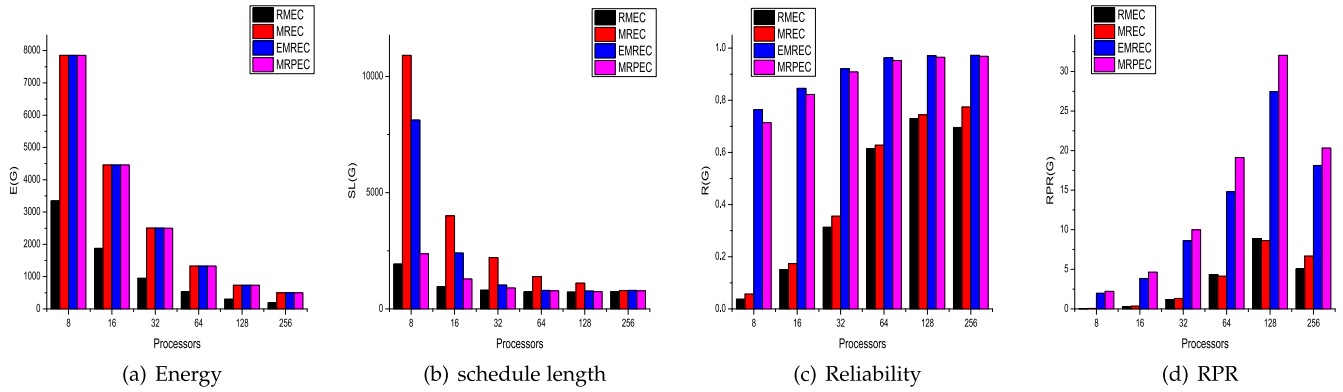 RMEC
MREC
EMREC
MRPEC
E(G)
8000
7000
6000
5000
4000
3000
2000
1000
0
8 16 32 64 128 256
Processors
(a) Energy
RMEC
MREC
EMREC
MRPEC
SL(G)
10000
5000
0
8 16 32 64 128 256
Processors
(b) schedule length
RMEC
MREC
EMREC
MRPEC
R(G)
1.0
0.8
0.6
0.4
0.2
0.0
8 16 32 64 128 256
Processors
(c) Reliability
RMEC
MREC
EMREC
MRPEC
RPR(G)
30
25
20
15
10
5
0
8 16 32 64 128 256
Processors
(d) RPR